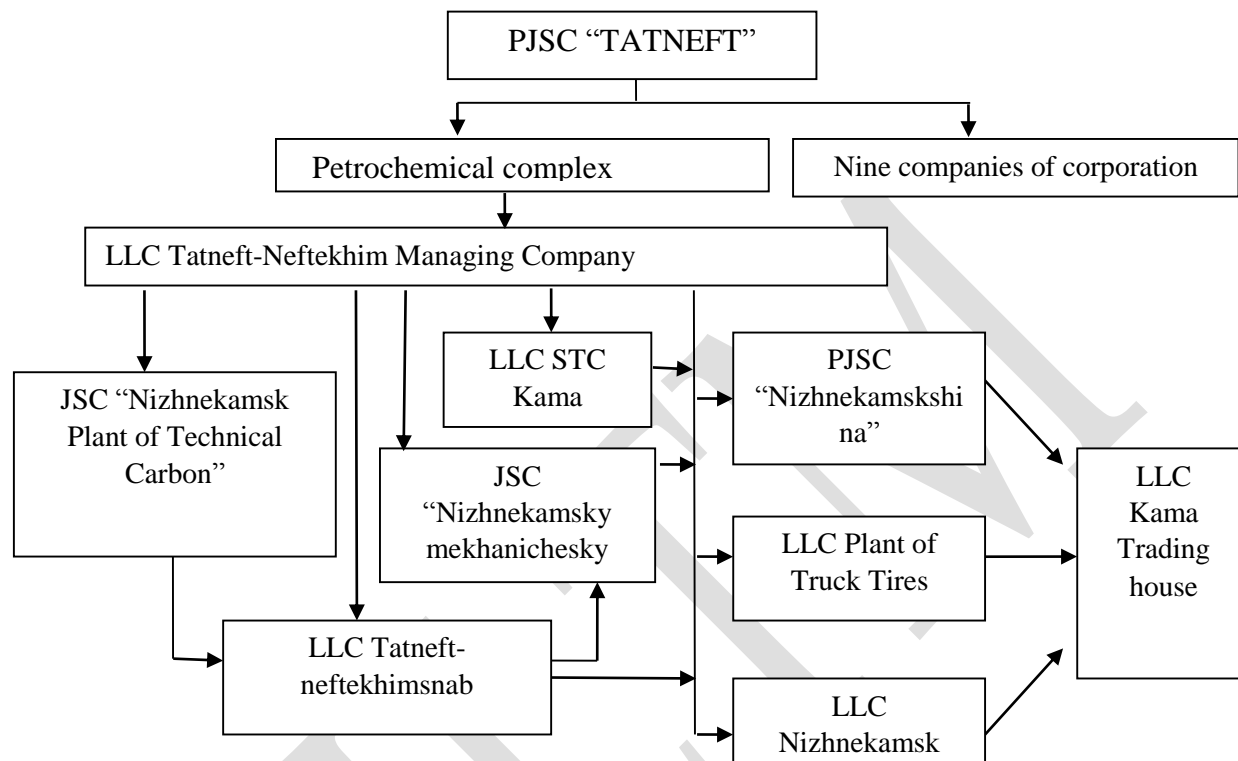 PJSC “TATNEFT”
Petrochemical complex
Nine companies of corporation
LLC Tatneft-Neftekhim Managing Company
LLC STC
Kama
PJSC
“Nizhnekamskshi
na”
JSC “Nizhnekamsk
Plant of Technical
Carbon”
JSC
“Nizhnekamsky
mekhanichesky
LLC
Kama
Trading
house
LLC Plant of
Truck Tires
LLC Tatneft-
neftekhimsnab
LLC
Nizhnekamsk